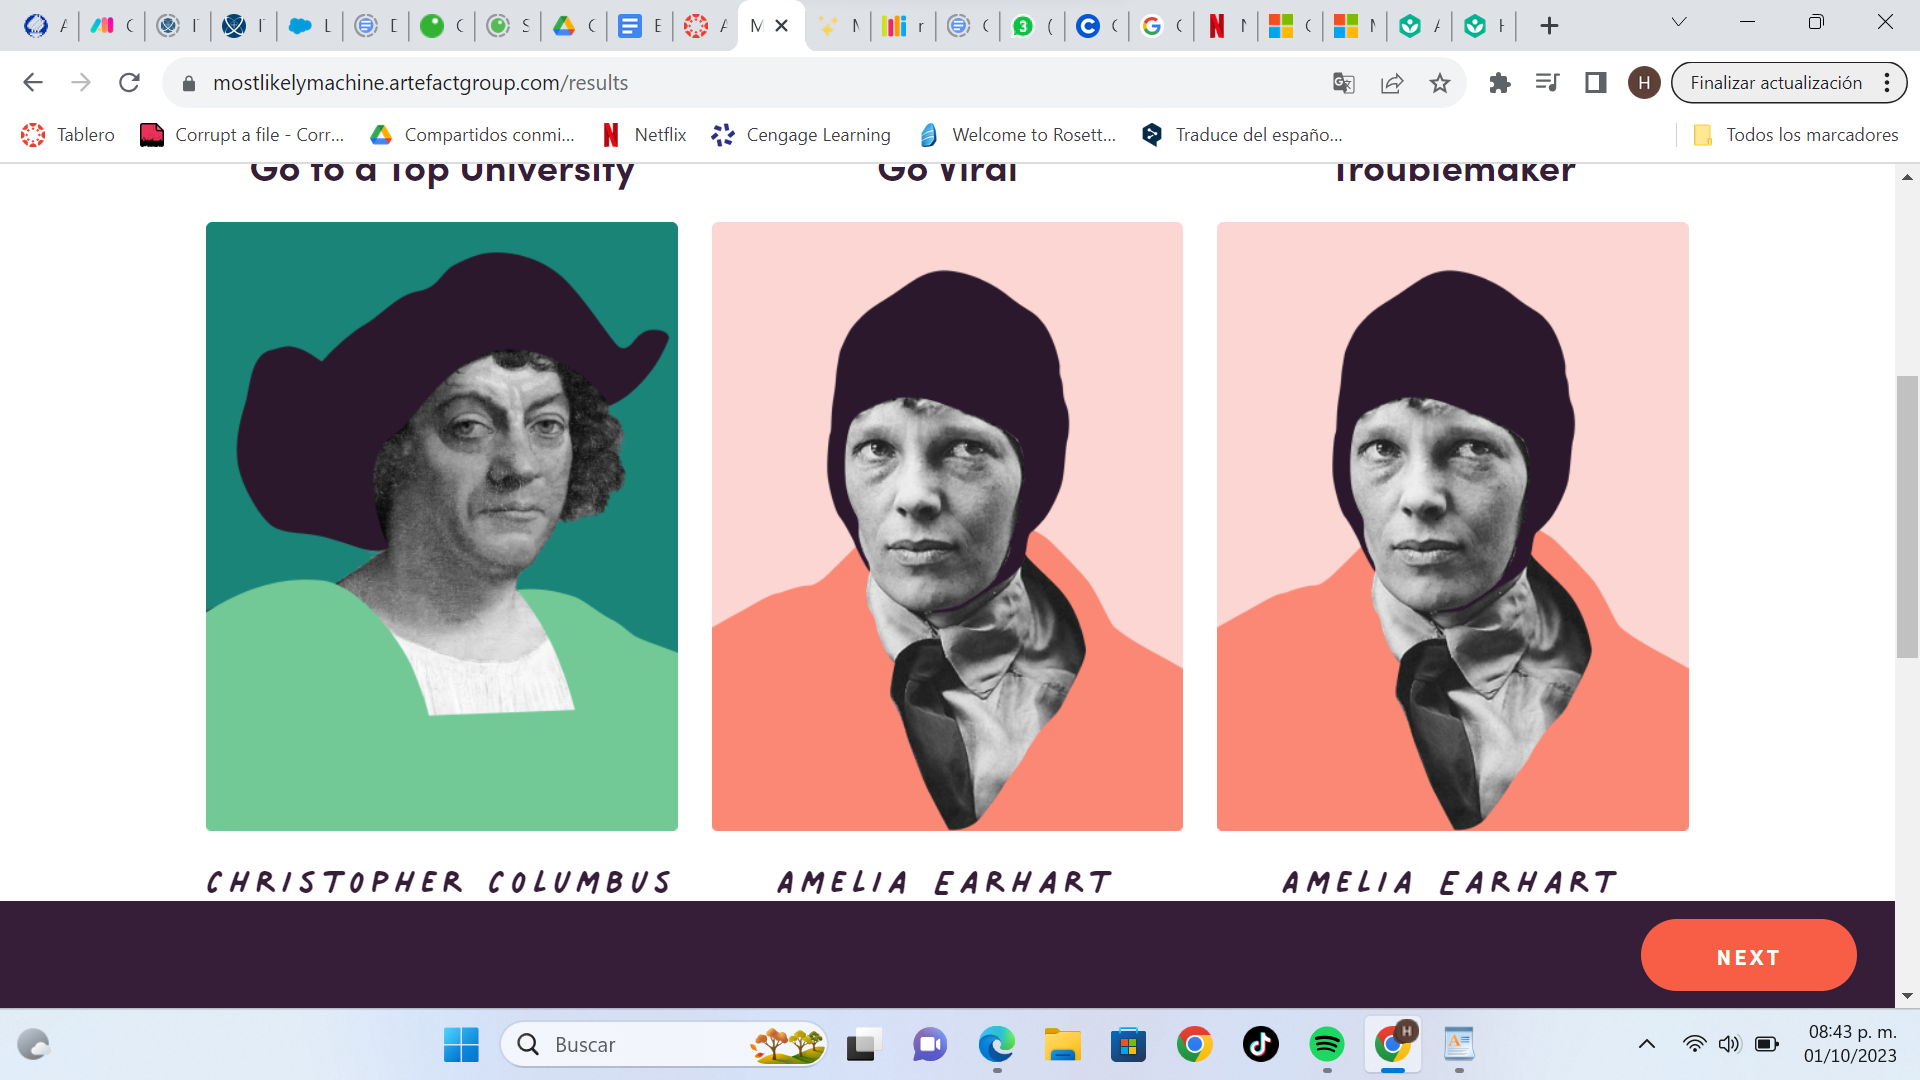 mostlikelymachine.artefactgroup.com/results
Finalizar actualización
Tablero
Corrupt a file - Corr...
Compartidos conmi...
Netflix
Cengage Learning
Welcome to Rosett...
Traduce del españo...
Todos los marcadores
Go to a Top University
Go Viral
Troublemaker
CHRISTOPHER COLUMBUS
AMELIA EARHART
AMELIA EARHART
NEXT
Buscar
08:43 p. m.
01/10/2023